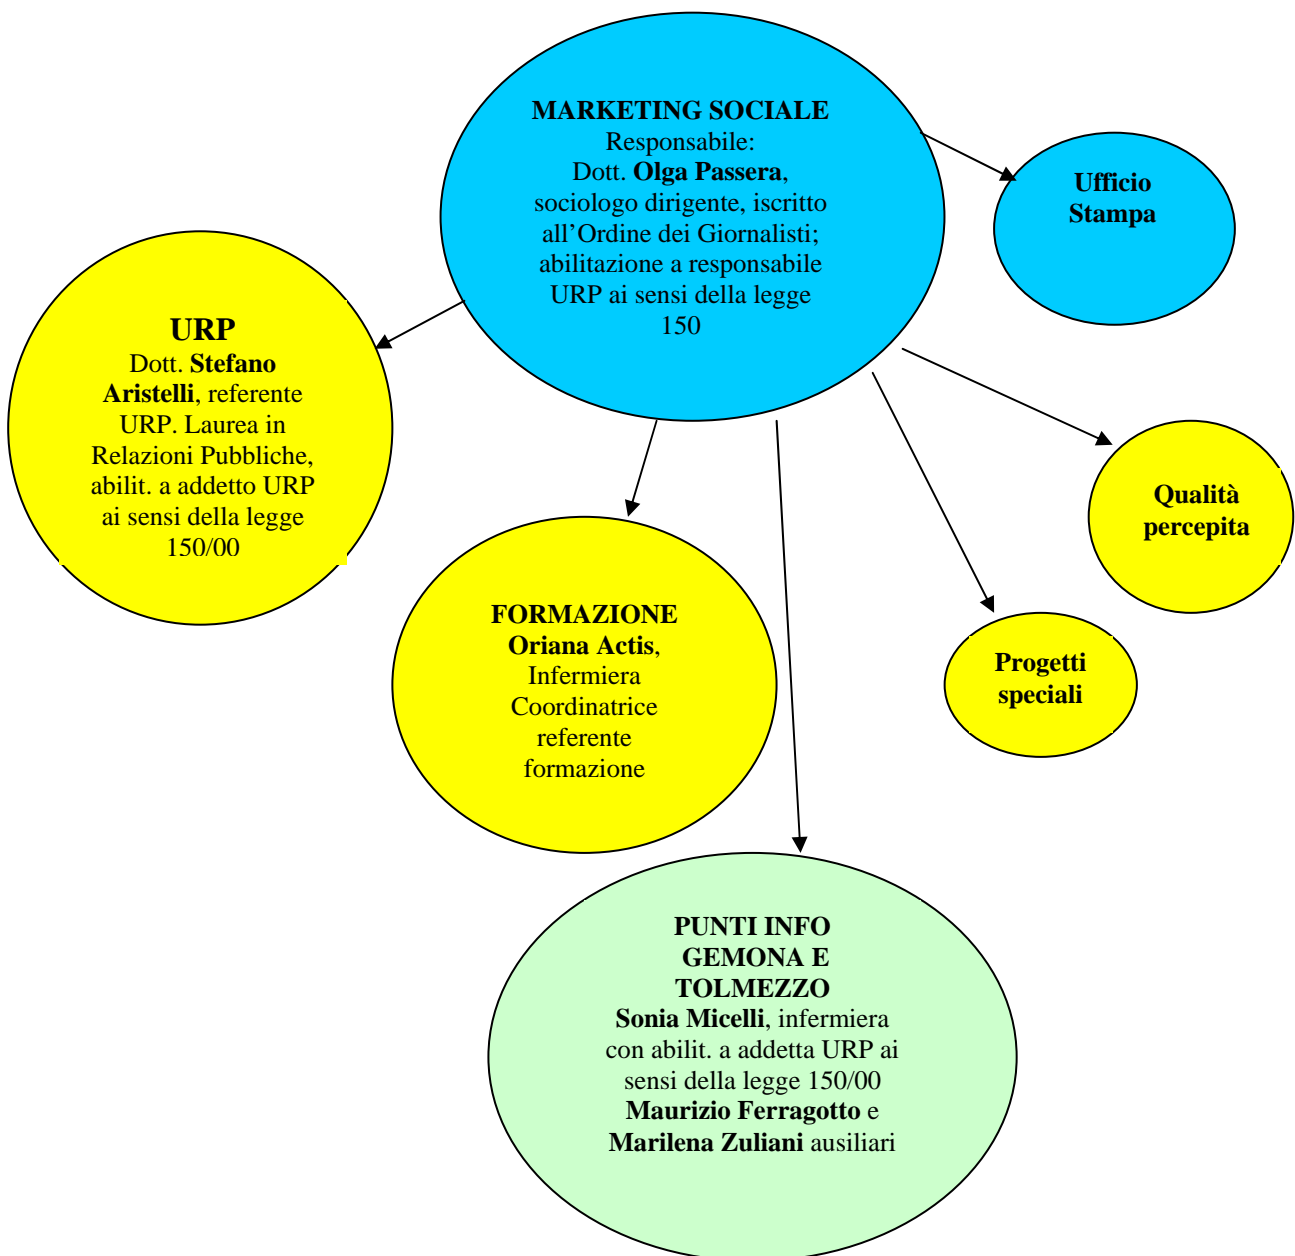 MARKETING SOCIALE
Responsabile:
Dott. Olga Passera,
sociologo dirigente, iscritto
all’Ordine dei Giornalisti;
abilitazione a responsabile
URP ai sensi della legge
150
Ufficio
Stampa
URP
Dott. Stefano
Aristelli, referente
URP. Laurea in
Relazioni Pubbliche,
abilit. a addetto URP
ai sensi della legge
150/00
Qualità
percepita
FORMAZIONE
Oriana Actis,
Infermiera
Coordinatrice
referente
formazione
Progetti
speciali
PUNTI INFO
GEMONA E
TOLMEZZO
Sonia Micelli, infermiera
con abilit. a addetta URP ai
sensi della legge 150/00
Maurizio Ferragotto e
Marilena Zuliani ausiliari